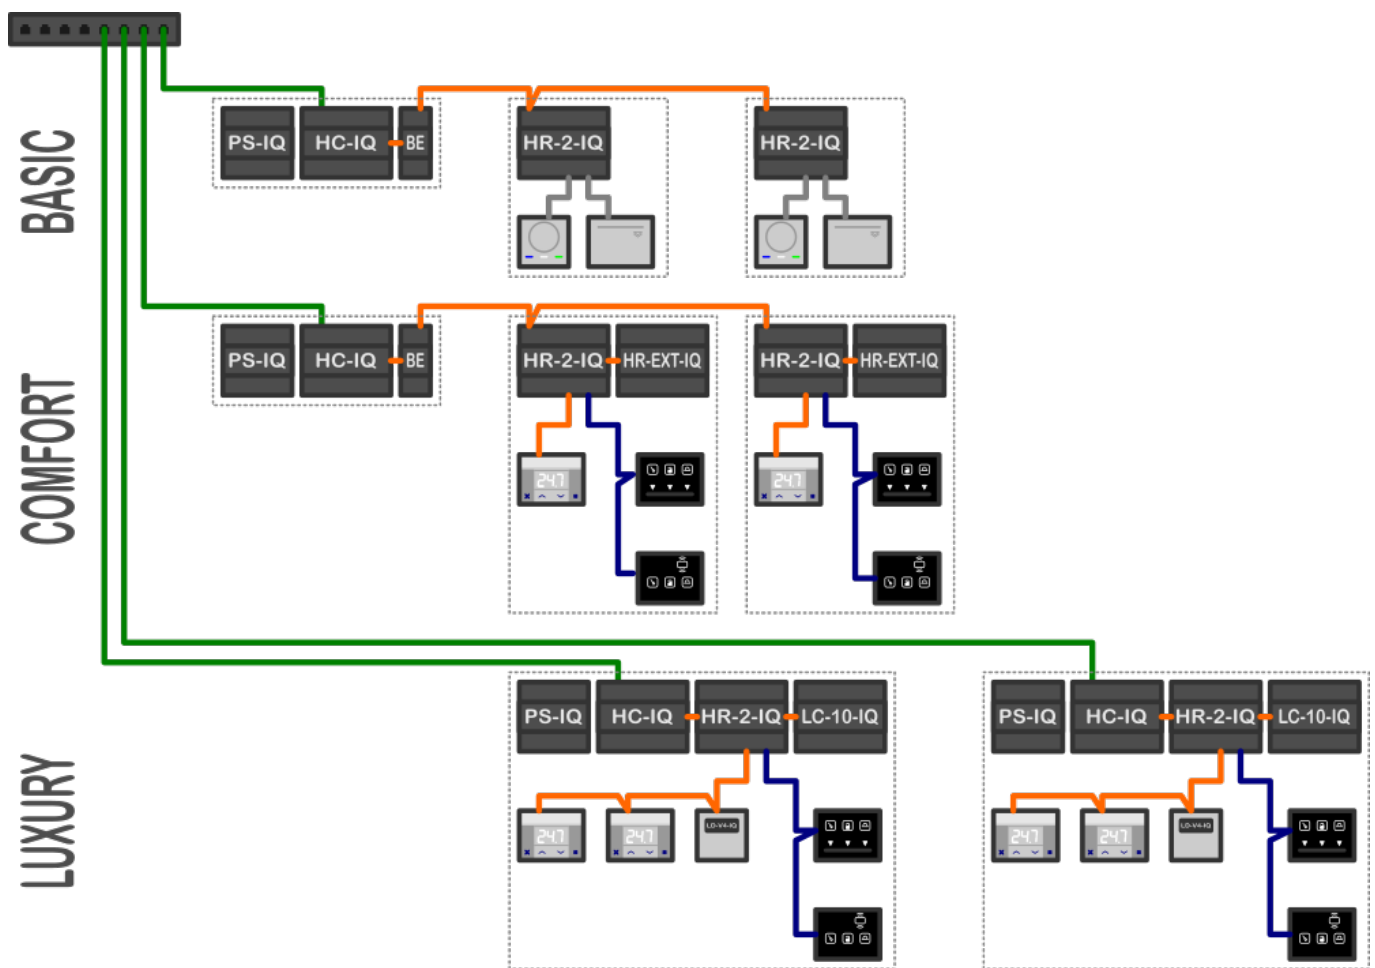 BASIC
PS-IQ HC-IQ BE HR-2-IQ HR-2-IQ
COMFORT
PS-IQ HC-IQ BE HR-2-IQ HR-EXT-IQ HR-2-IQ HR-EXT-IQ
24.7 24.7
LUXURY
PS-IQ HC-IQ HR-2-IQ LC-10-IQ PS-IQ HC-IQ HR-2-IQ LC-10-IQ
24.7 24.7 LD-V4-IQ 24.7 24.7 LD-V4-IQ